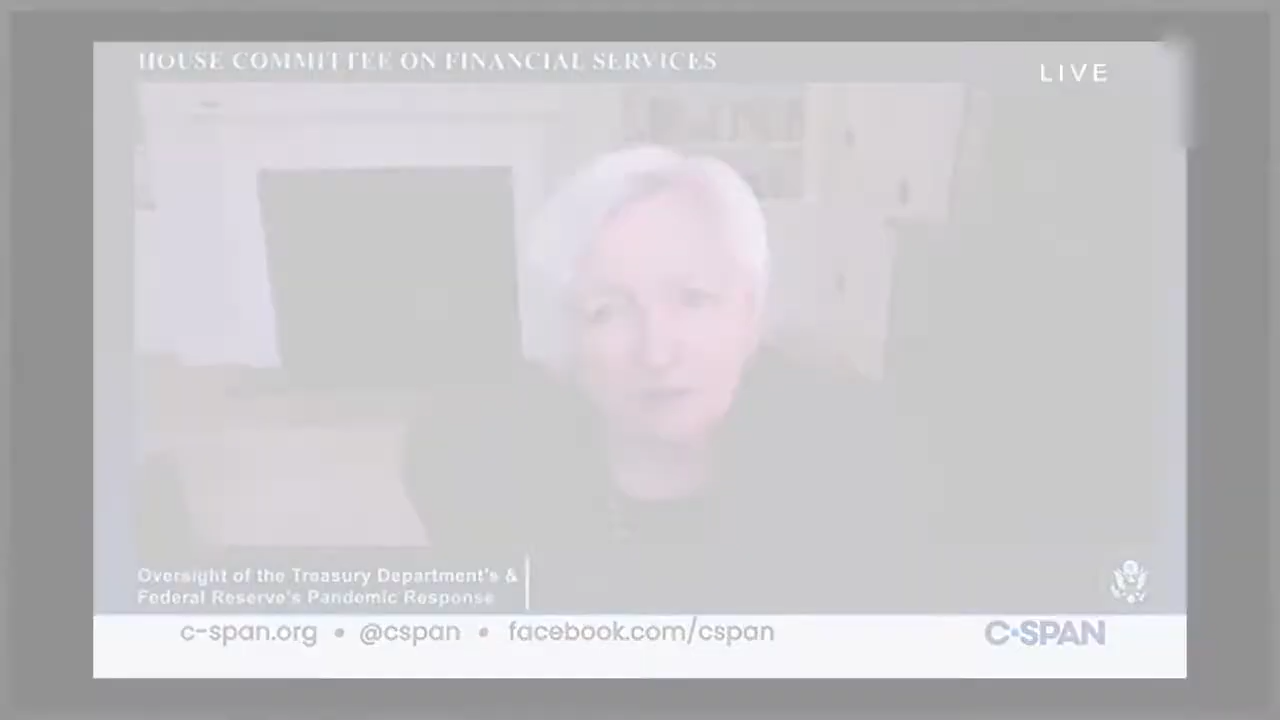 HOUSE COMMITTEE ON FINANCIAL SERVICES
LIVE
Oversight of the Treasury Department's &
Federal Reserve's Pandemic Response
c-span.org • @cspan • facebook.com/cspan
C·SPAN